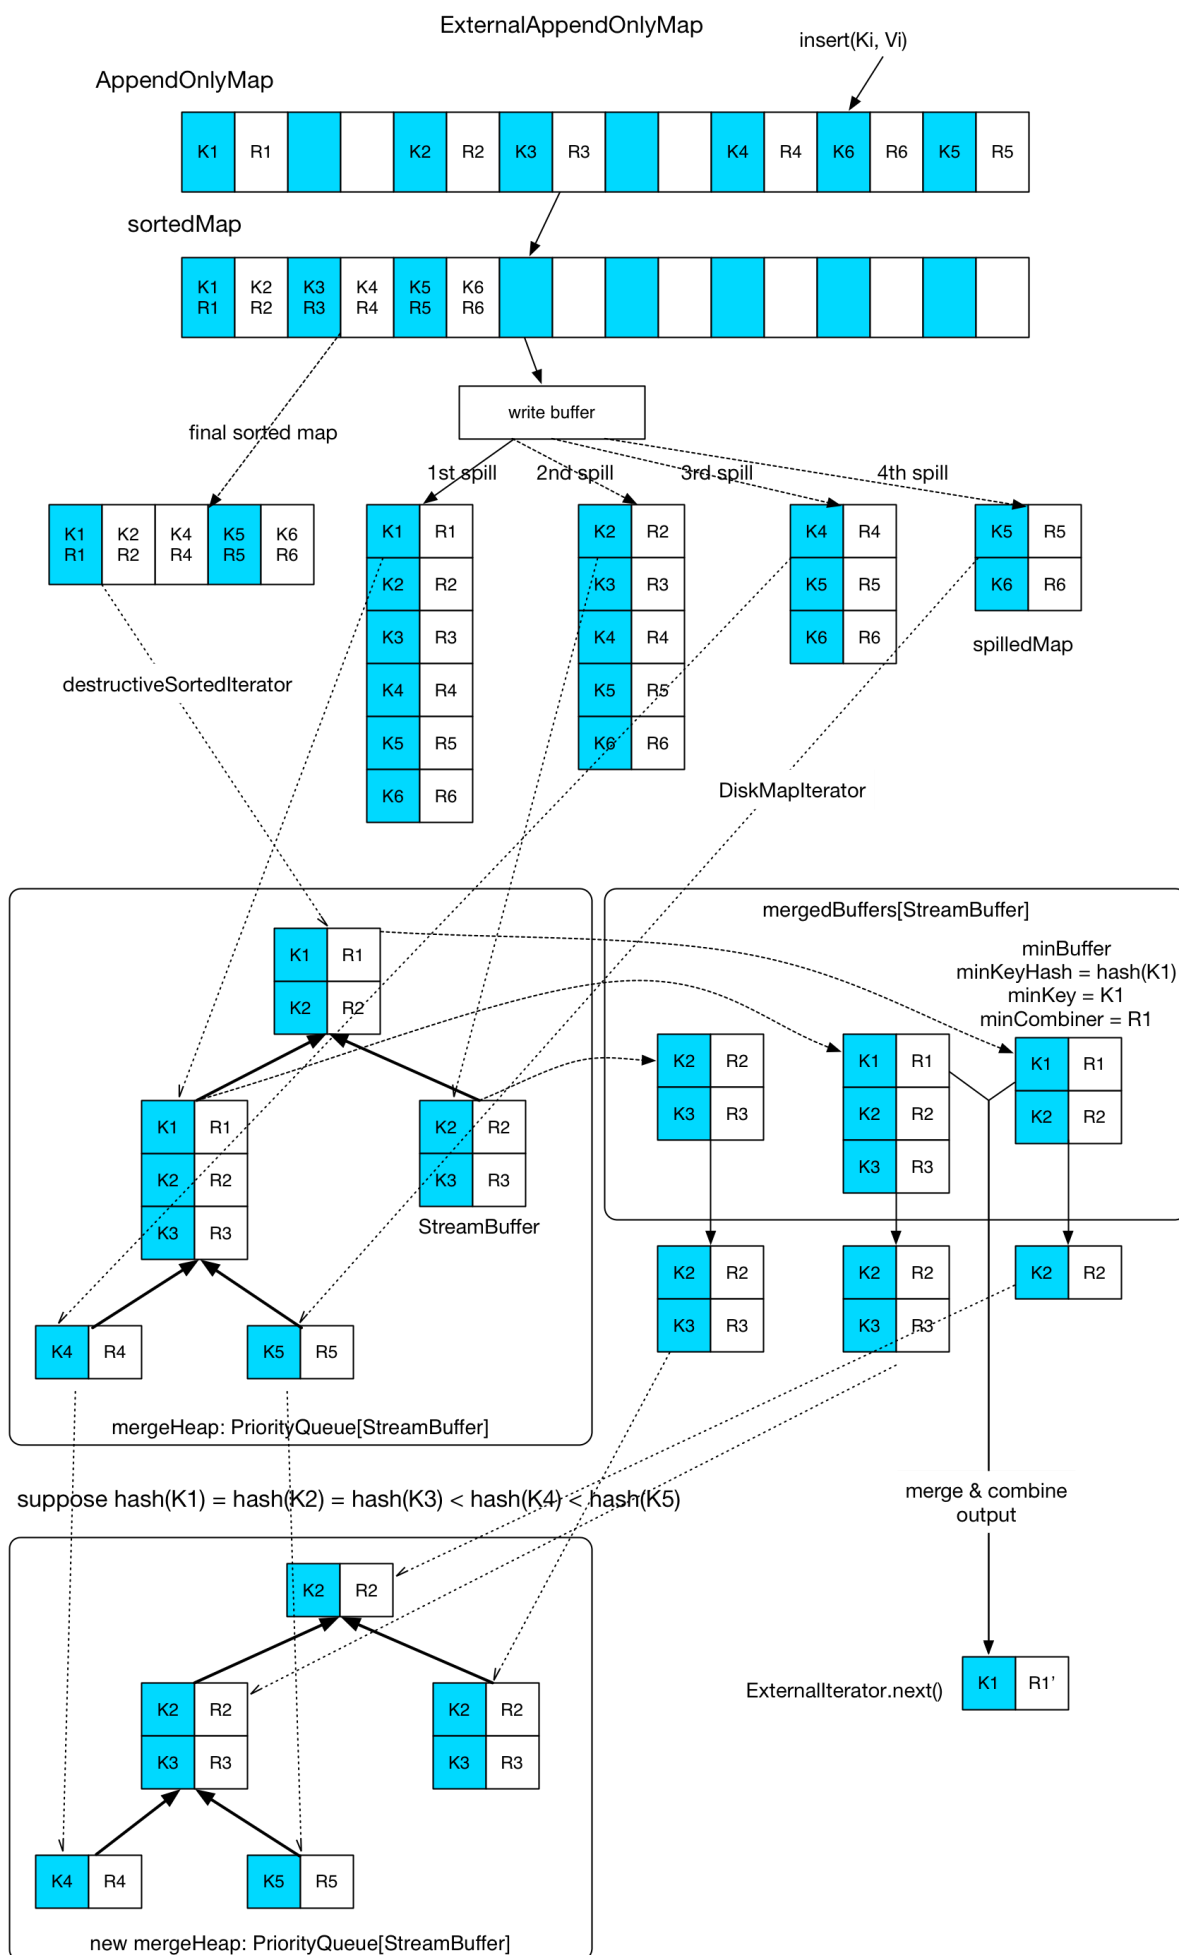 ExternalAppendOnlyMap
insert(Ki, Vi)
AppendOnlyMap
K1 R1 K2 R2 K3 R3 K4 R4 K6 R6 K5 R5
sortedMap
K1 K2 K3 K4 K5 K6
R1 R2 R3 R4 R5 R6
write buffer
final sorted map
1st spill 2nd spill 3rd spill 4th spill
K1 K2 K4 K5 K6
R1 R2 R4 R5 R6
K1 R1
K2 R2
K3 R3
K4 R4
K5 R5
K6 R6
K2 R2
K3 R3
K4 R4
K5 R5
K6 R6
K4 R4
K5 R5
K6 R6
K5 R5
K6 R6
spilledMap
destructiveSortedIterator
DiskMapIterator
K1 R1
K2 R2
K1 R1
K2 R2
K3 R3
K2 R2
K3 R3
StreamBuffer
K4 R4
K5 R5
mergeHeap: PriorityQueue[StreamBuffer]
mergedBuffers[StreamBuffer]
minBuffer
minKeyHash = hash(K1)
minKey = K1
minCombiner = R1
K2 R2
K3 R3
K1 R1
K2 R2
K3 R3
K1 R1
K2 R2
K2 R2
K3 R3
K2 R2
K3 R3
K2 R2
suppose hash(K1) = hash(K2) = hash(K3) < hash(K4) < hash(K5)
merge & combine
output
K2 R2
K2 R2
K3 R3
K2 R2
K3 R3
K4 R4
K5 R5
new mergeHeap: PriorityQueue[StreamBuffer]
ExternalIterator.next()
K1 R1’